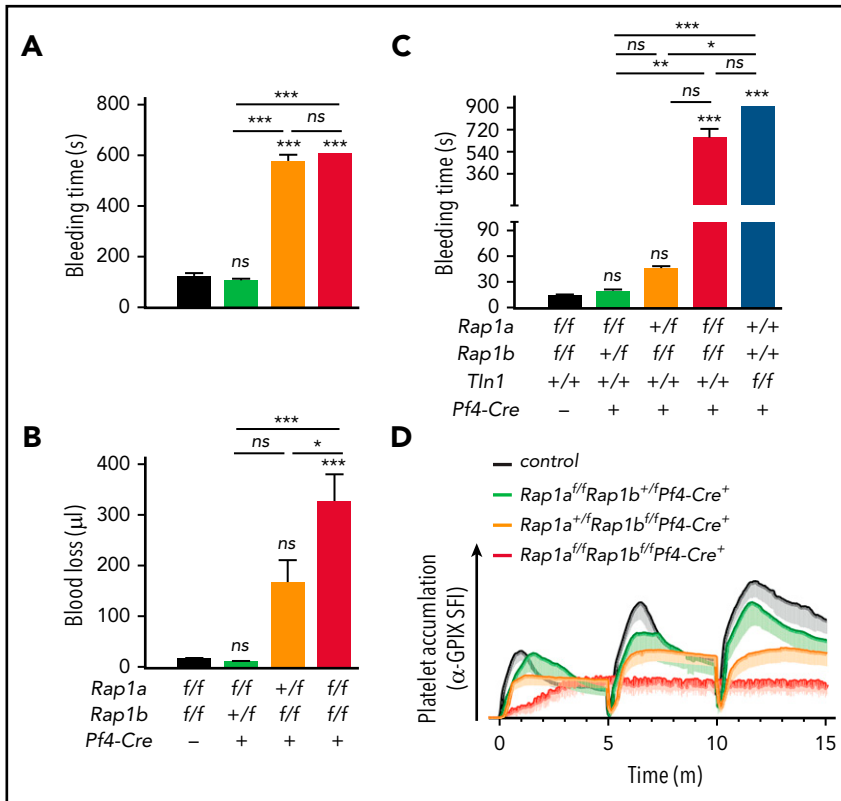 A
***
***
ns
***
***
ns
800
600
400
200
0
Bleeding time (s)
B
***
ns
*
***
ns
ns
400
300
200
100
0
Blood loss (µl)
Rap1a f/f f/f +/f f/f
Rap1b f/f +/f f/f f/f
Pf4-Cre – + + +
C
***
ns
*
**
ns
ns
***
***
ns
ns
900
720
540
360
90
60
30
0
Bleeding time (s)
Rap1a f/f f/f +/f f/f +/+
Rap1b f/f +/f f/f f/f +/+
Tln1 +/+ +/+ +/+ +/+ f/f
Pf4-Cre – + + + +
D
control
Rap1a^f/f Rap1b^+/f Pf4-Cre^+
Rap1a^+/f Rap1b^f/f Pf4-Cre^+
Rap1a^f/f Rap1b^f/f Pf4-Cre^+
Platelet accumlation
(α-GPIX SFI)
0 5 10 15
Time (m)